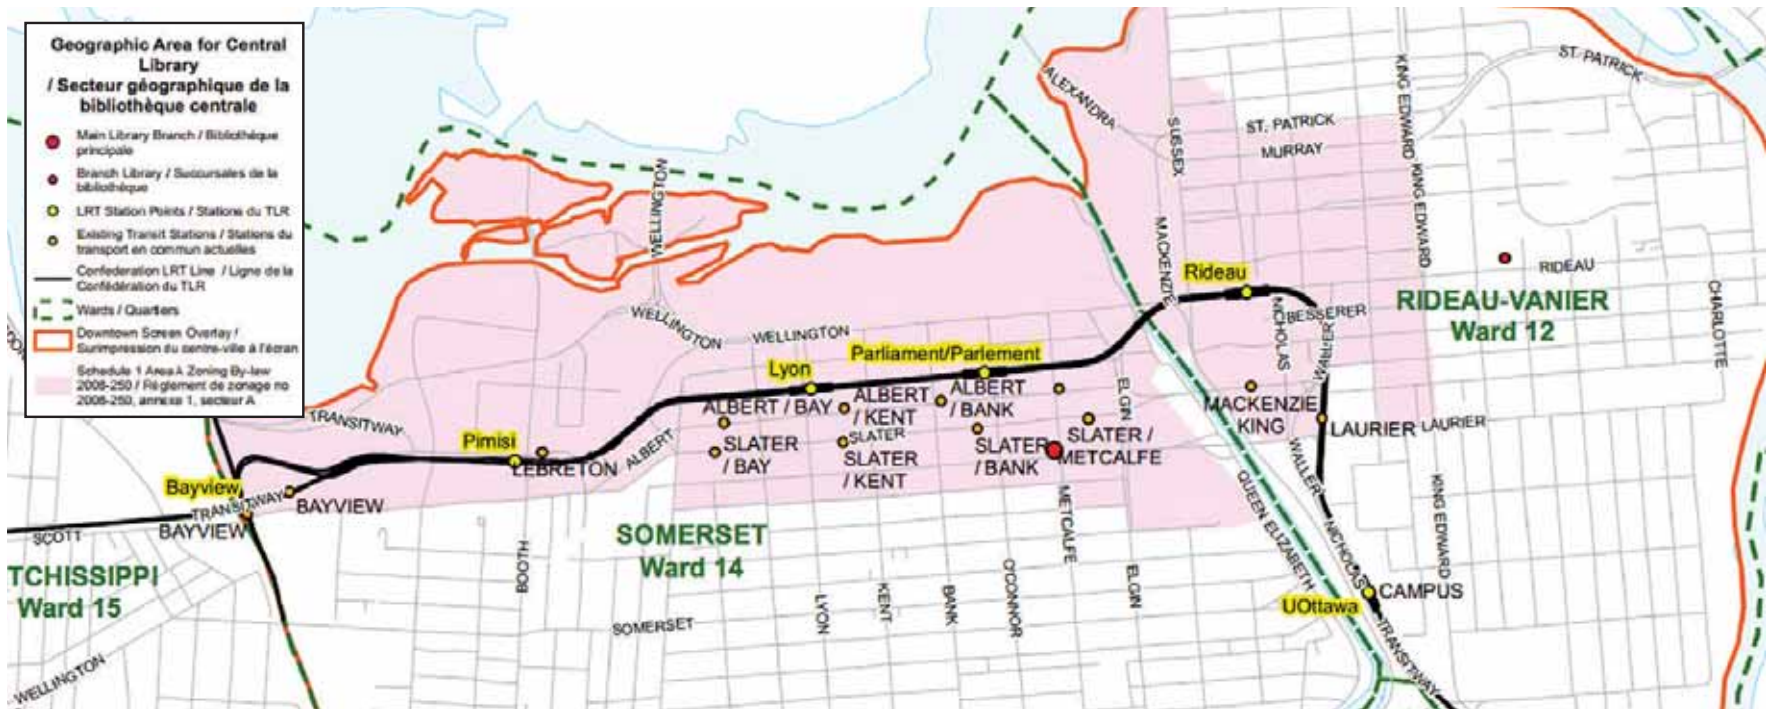 Geographic Area for Central
Library
/ Secteur géographique de la
bibliothèque centrale
Main Library Branch / Bibliothèque
principale
Branch Library / Succursales de la
bibliothèque
LRT Station Points / Stations du TLR
Existing Transit Stations / Stations du
transport en commun actuelles
Confederation LRT Line / Ligne de la
Confédération du TLR
Wards / Quartiers
Downtown Screen Overlay /
Surimpression du centre-ville à l'écran
Schedule 1 Area A Zoning By-law
2008-250 / Règlement de zonage no
2008-250, annexe 1, secteur A
ALEXANDRA
SUSSEX
ST. PATRICK
MURRAY
KING EDWARD
KING EDWARD
ST. PATRICK
WELLINGTON
MACKENZIE
Rideau
RIDEAU
CHARLOTTE
NICHOLAS
BESSERER
WALLER
RIDEAU-VANIER
Ward 12
WELLINGTON
WELLINGTON
Parliament/Parlement
Lyon
ALBERT / BAY
ALBERT
/ KENT
ALBERT
/ BANK
ELGIN
MACKENZIE
KING
LAURIER
LAURIER
TRANSITWAY
Pimisi
LEBRETON
ALBERT
SLATER
/ BAY
SLATER
SLATER
/ KENT
SLATER
/ BANK
SLATER /
METCALFE
Bayview
TRANSITWAY
BAYVIEW
BAYVIEW
SCOTT
SOMERSET
Ward 14
METCALFE
WALLER
QUEEN ELIZABETH
NICHOLAS
KING EDWARD
TCHISSIPPI
Ward 15
BOOTH
LYON
KENT
BANK
O'CONNOR
ELGIN
UOttawa
CAMPUS
SOMERSET
TRANSITWAY
WELLINGTON